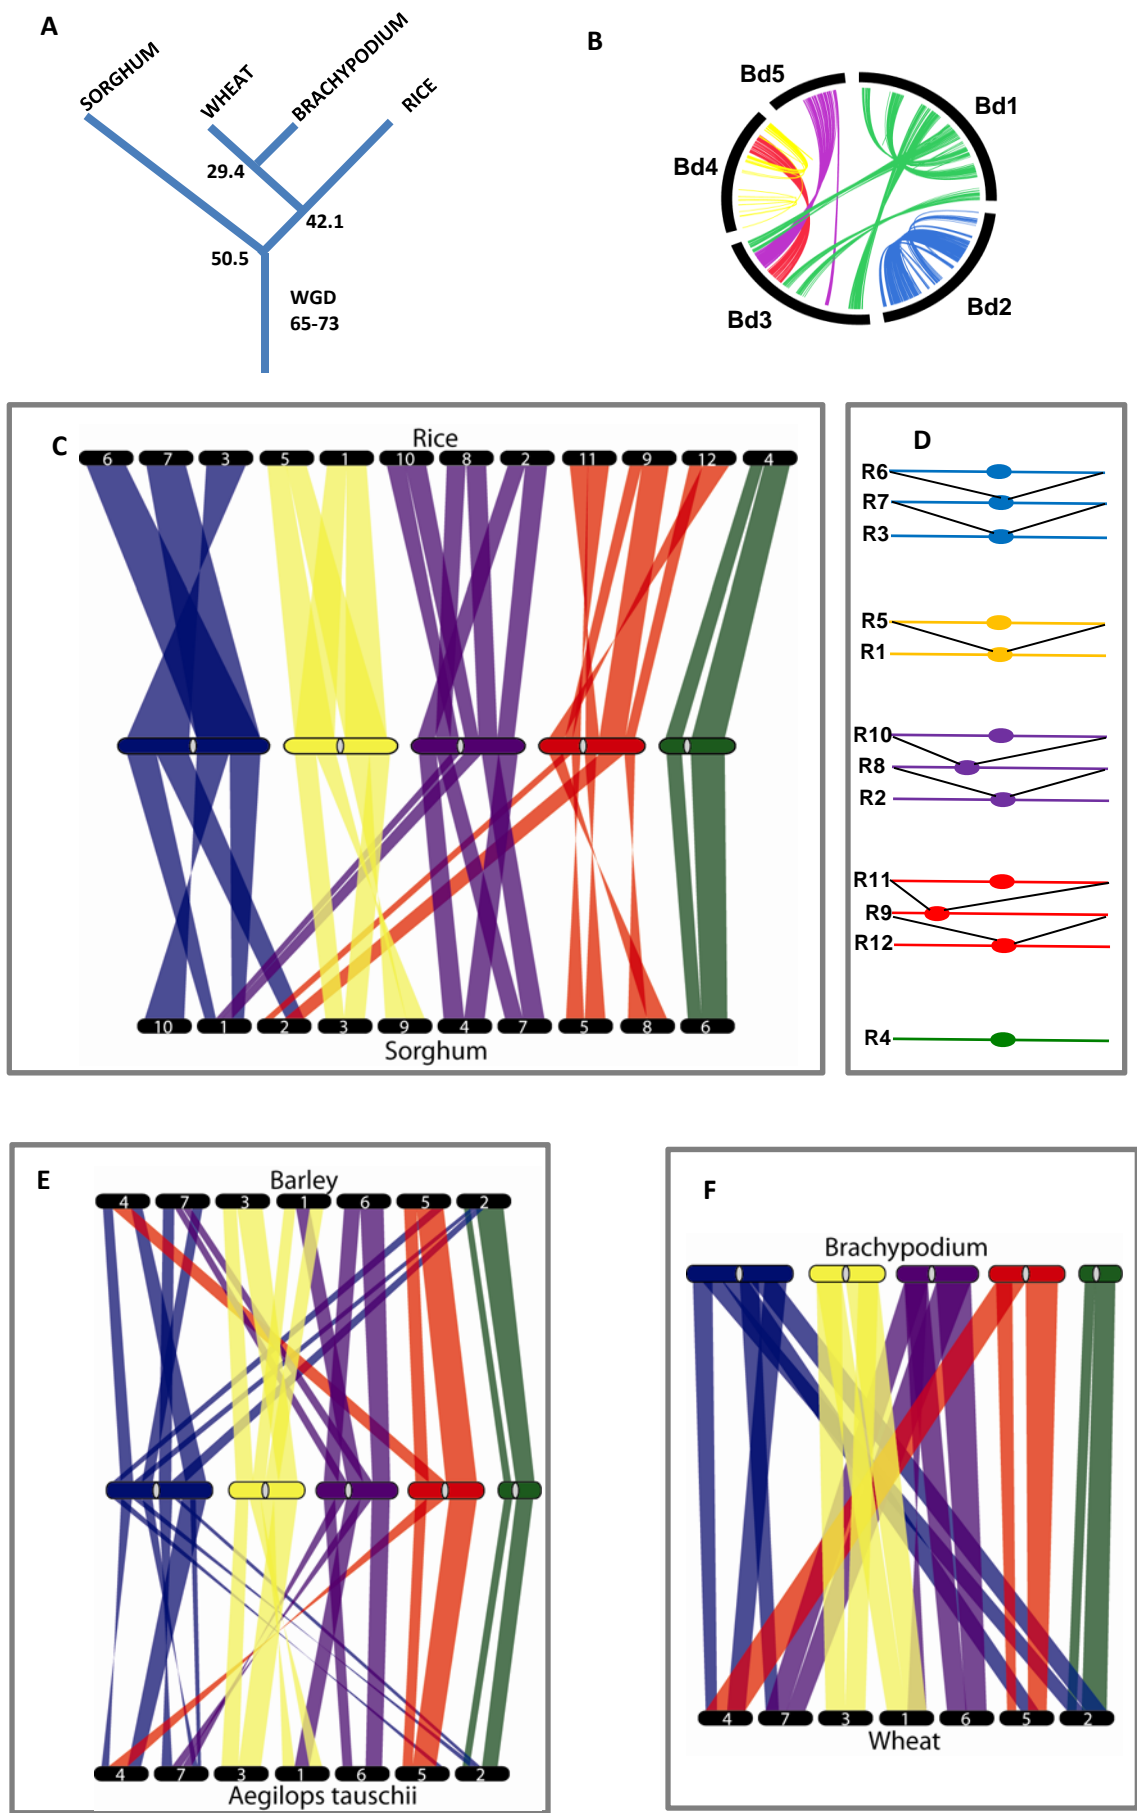 A
SORGHUM
WHEAT
BRACHYPODIUM
RICE
29.4
42.1
50.5
WGD
65-73
B
Bd5
Bd1
Bd4
Bd3
Bd2
C
Rice
6 7 3 5 1 10 8 2 11 9 12 4
10 1 2 3 9 4 7 5 8 6
Sorghum
D
R6
R7
R3
R5
R1
R10
R8
R2
R11
R9
R12
R4
E
Barley
4 7 3 1 6 5 2
4 7 3 1 6 5 2
Aegilops tauschii
F
Brachypodium
4 7 3 1 6 5 2
Wheat